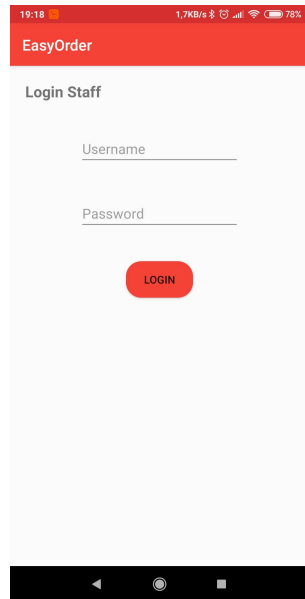 19:18 1,7KB/s 78%
EasyOrder
Login Staff
Username
Password
LOGIN